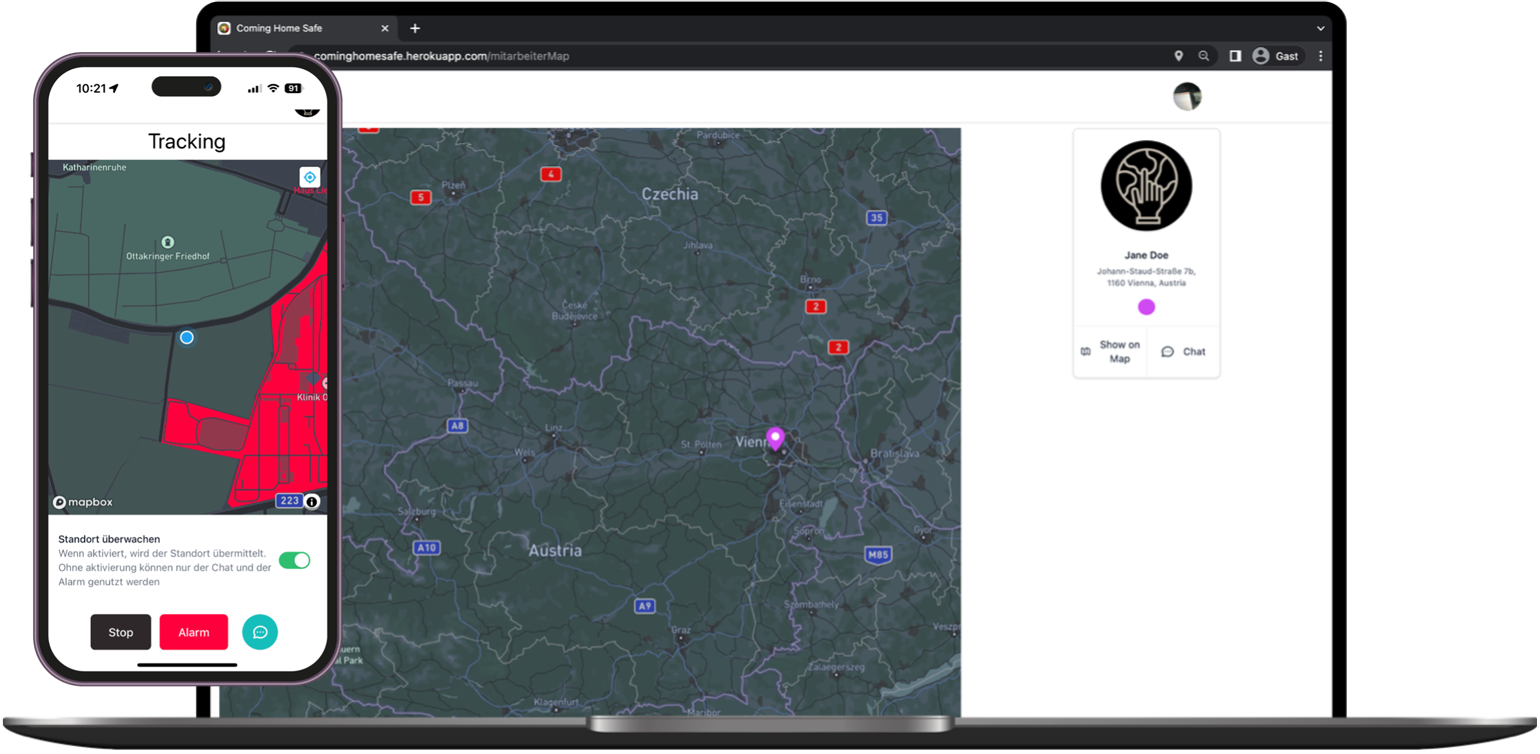 Coming Home Safe
cominghomesafe.herokuapp.com/mitarbeiterMap
Gast
10:21
91
Tracking
Katharinenruhe
Ottakringer Friedhof
Klinik O
mapbox
223
Standort überwachen
Wenn aktiviert, wird der Standort übermittelt.
Ohne aktivierung können nur der Chat und der
Alarm genutzt werden
Stop
Alarm
Pardubice
4
Plzeň
5
Czechia
35
Jihlava
Brno
2
České
Budějovice
2
Passau
A8
Linz
Wels
St. Pölten
Vienn
Bratislava
Salzburg
Eisenstadt
Sopron
Győr
A10
Austria
M85
A9
Szombathely
Graz
Veszp
Zalaegerszeg
auern
al Park
Klagenfurt
Maribor
Jane Doe
Johann-Staud-Straße 7b,
1160 Vienna, Austria
Show on
Map
Chat